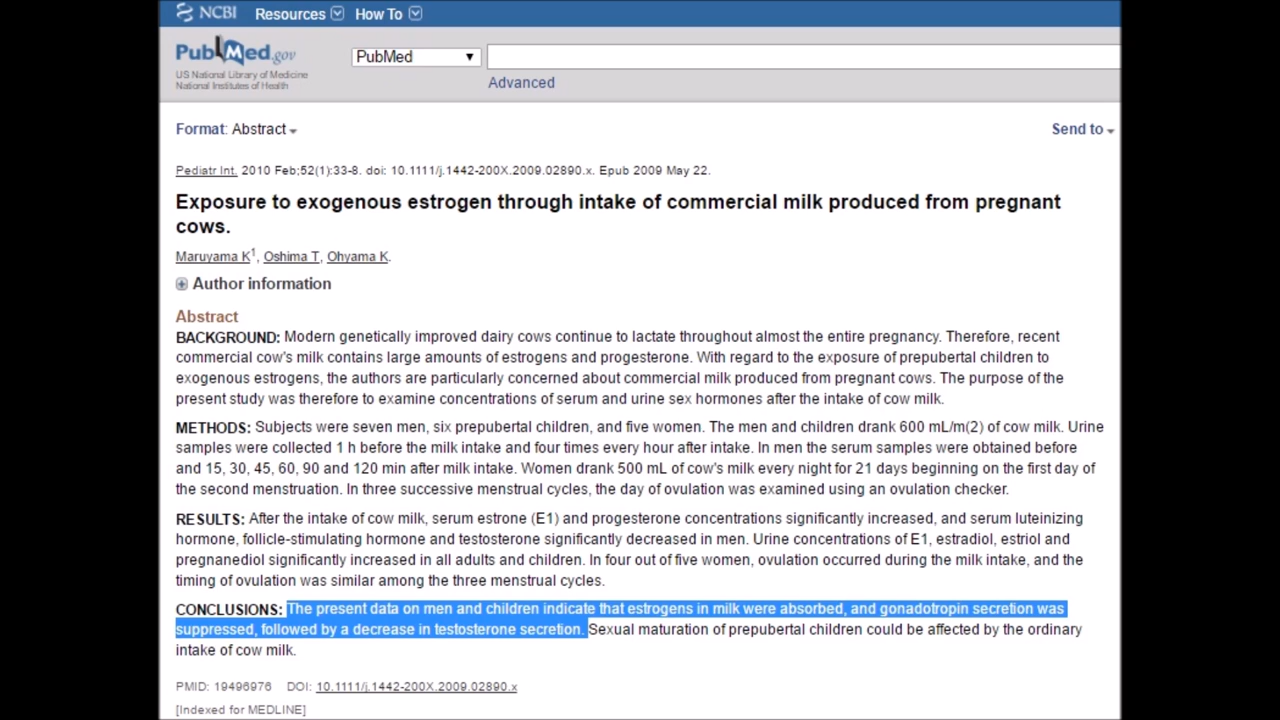 NCBI Resources How To
PubMed.gov
US National Library of Medicine
National Institutes of Health
PubMed
Advanced
Format: Abstract
Send to
Pediatr Int. 2010 Feb;52(1):33-8. doi: 10.1111/j.1442-200X.2009.02890.x. Epub 2009 May 22.
Exposure to exogenous estrogen through intake of commercial milk produced from pregnant
cows.
Maruyama K1, Oshima T, Ohyama K.
Author information
Abstract
BACKGROUND: Modern genetically improved dairy cows continue to lactate throughout almost the entire pregnancy. Therefore, recent
commercial cow's milk contains large amounts of estrogens and progesterone. With regard to the exposure of prepubertal children to
exogenous estrogens, the authors are particularly concerned about commercial milk produced from pregnant cows. The purpose of the
present study was therefore to examine concentrations of serum and urine sex hormones after the intake of cow milk.
METHODS: Subjects were seven men, six prepubertal children, and five women. The men and children drank 600 mL/m(2) of cow milk. Urine
samples were collected 1 h before the milk intake and four times every hour after intake. In men the serum samples were obtained before
and 15, 30, 45, 60, 90 and 120 min after milk intake. Women drank 500 mL of cow's milk every night for 21 days beginning on the first day of
the second menstruation. In three successive menstrual cycles, the day of ovulation was examined using an ovulation checker.
RESULTS: After the intake of cow milk, serum estrone (E1) and progesterone concentrations significantly increased, and serum luteinizing
hormone, follicle-stimulating hormone and testosterone significantly decreased in men. Urine concentrations of E1, estradiol, estriol and
pregnanediol significantly increased in all adults and children. In four out of five women, ovulation occurred during the milk intake, and the
timing of ovulation was similar among the three menstrual cycles.
CONCLUSIONS: The present data on men and children indicate that estrogens in milk were absorbed, and gonadotropin secretion was
suppressed, followed by a decrease in testosterone secretion. Sexual maturation of prepubertal children could be affected by the ordinary
intake of cow milk.
PMID: 19496976 DOI: 10.1111/j.1442-200X.2009.02890.x
[Indexed for MEDLINE]